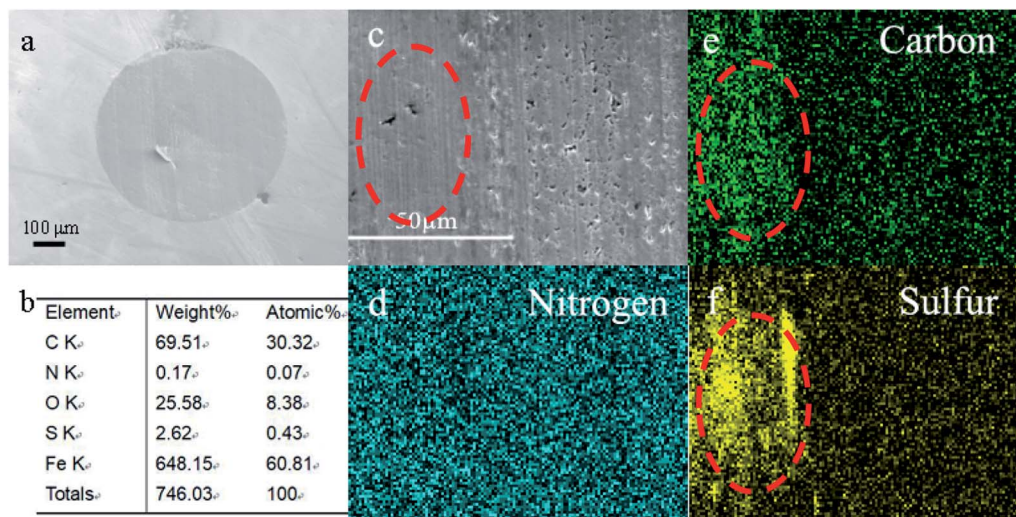 a
100 μm
b
Element Weight% Atomic%
C K 69.51 30.32
N K 0.17 0.07
O K 25.58 8.38
S K 2.62 0.43
Fe K 648.15 60.81
Totals 746.03 100
c
50μm
d Nitrogen
e Carbon
f Sulfur